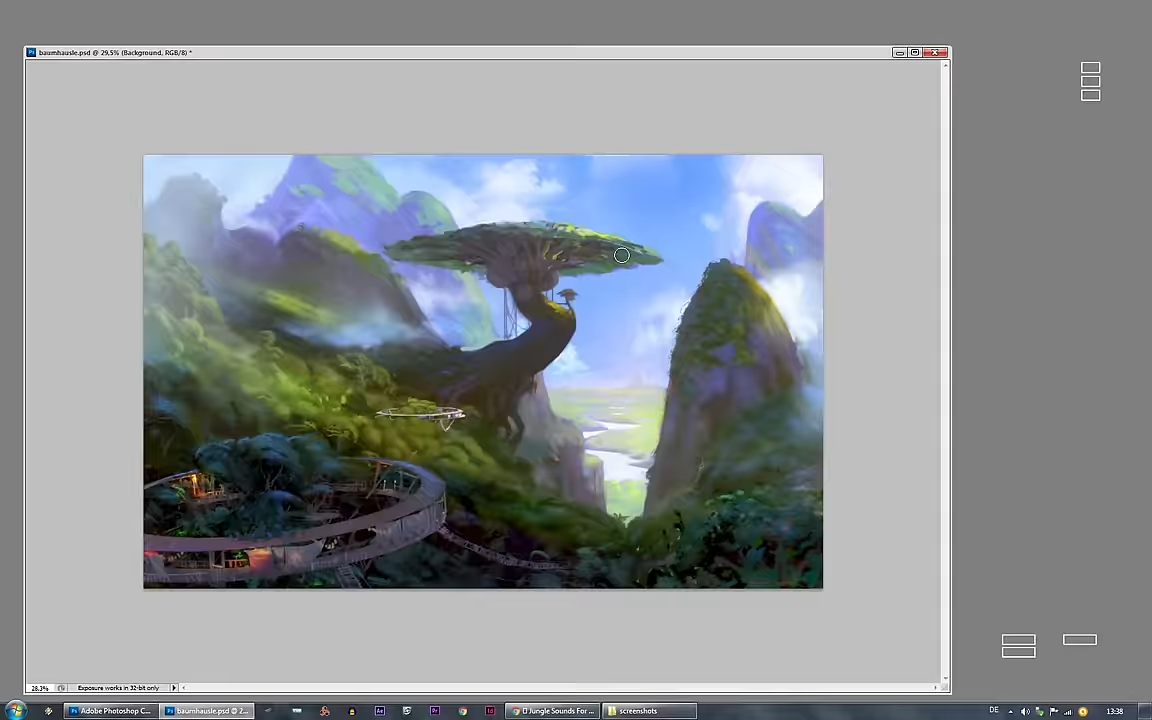 baumhausle.psd @ 29,5% (Background, RGB/8) *
28,3%
Exposure works in 32-bit only
Adobe Photoshop C...
baumhausle.psd @ 2...
Jungle Sounds For ...
screenshots
DE
13:38